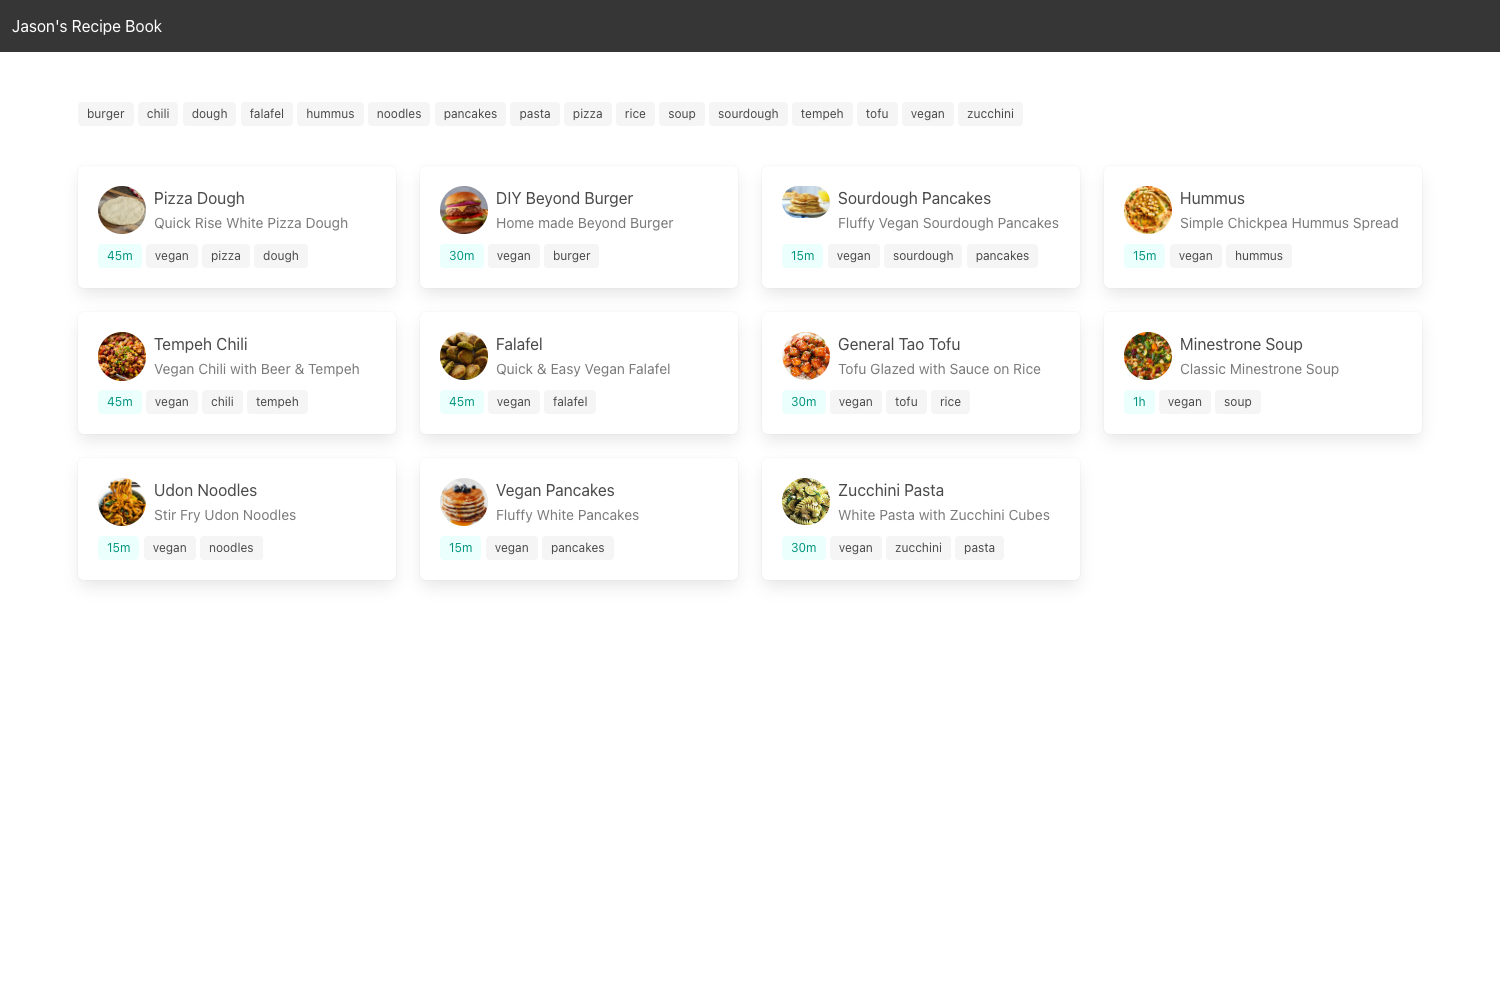 Jason's Recipe Book
burger chili dough falafel hummus noodles pancakes pasta pizza rice soup sourdough tempeh tofu vegan zucchini
Pizza Dough
Quick Rise White Pizza Dough
45m vegan pizza dough
DIY Beyond Burger
Home made Beyond Burger
30m vegan burger
Sourdough Pancakes
Fluffy Vegan Sourdough Pancakes
15m vegan sourdough pancakes
Hummus
Simple Chickpea Hummus Spread
15m vegan hummus
Tempeh Chili
Vegan Chili with Beer & Tempeh
45m vegan chili tempeh
Falafel
Quick & Easy Vegan Falafel
45m vegan falafel
General Tao Tofu
Tofu Glazed with Sauce on Rice
30m vegan tofu rice
Minestrone Soup
Classic Minestrone Soup
1h vegan soup
Udon Noodles
Stir Fry Udon Noodles
15m vegan noodles
Vegan Pancakes
Fluffy White Pancakes
15m vegan pancakes
Zucchini Pasta
White Pasta with Zucchini Cubes
30m vegan zucchini pasta